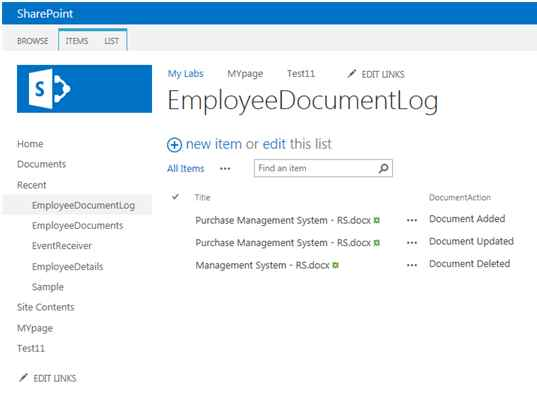 SharePoint
BROWSE ITEMS LIST
S
My Labs MYpage Test11 EDIT LINKS
EmployeeDocumentLog
new item or edit this list
All Items ••• Find an item
Title DocumentAction
Purchase Management System - RS.docx ••• Document Added
Purchase Management System - RS.docx ••• Document Updated
Management System - RS.docx ••• Document Deleted
Home
Documents
Recent
EmployeeDocumentLog
EmployeeDocuments
EventReceiver
EmployeeDetails
Sample
Site Contents
MYpage
Test11
EDIT LINKS